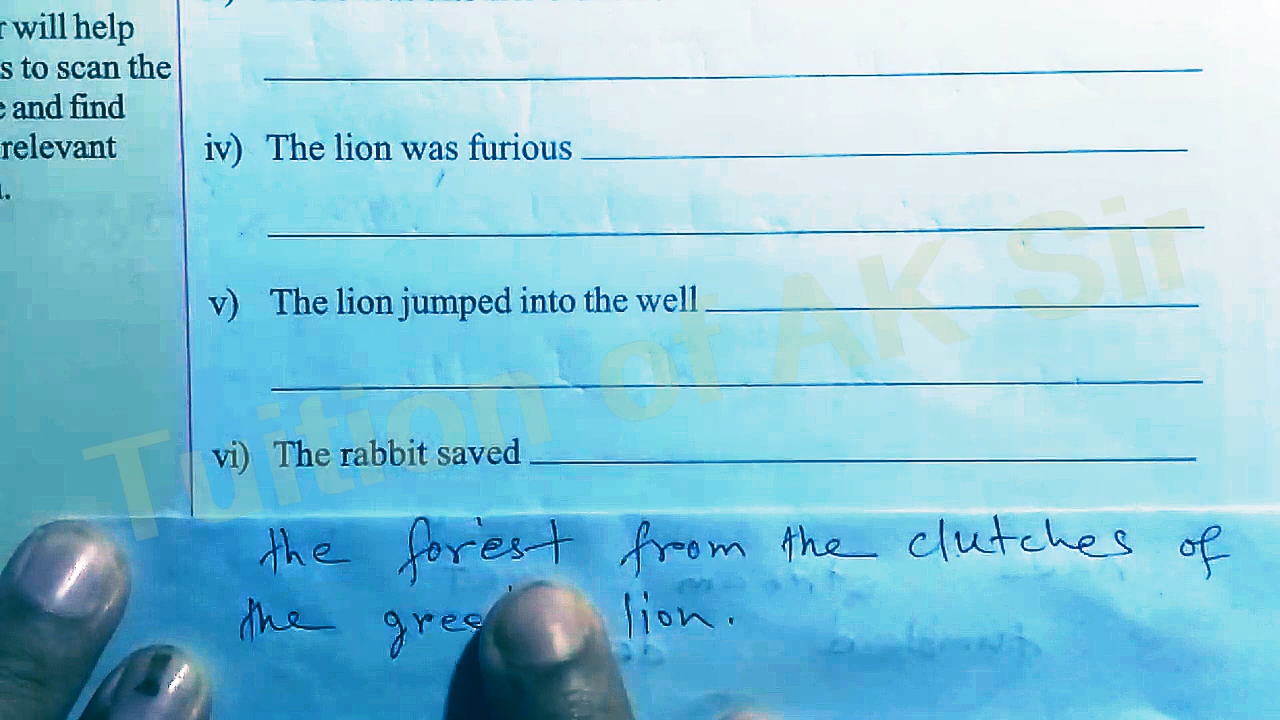 r will help
s to scan the
e and find
relevant
iv) The lion was furious
v) The lion jumped into the well
vi) The rabbit saved
the forest from the clutches of
the lion.
Tuition of AK Sir